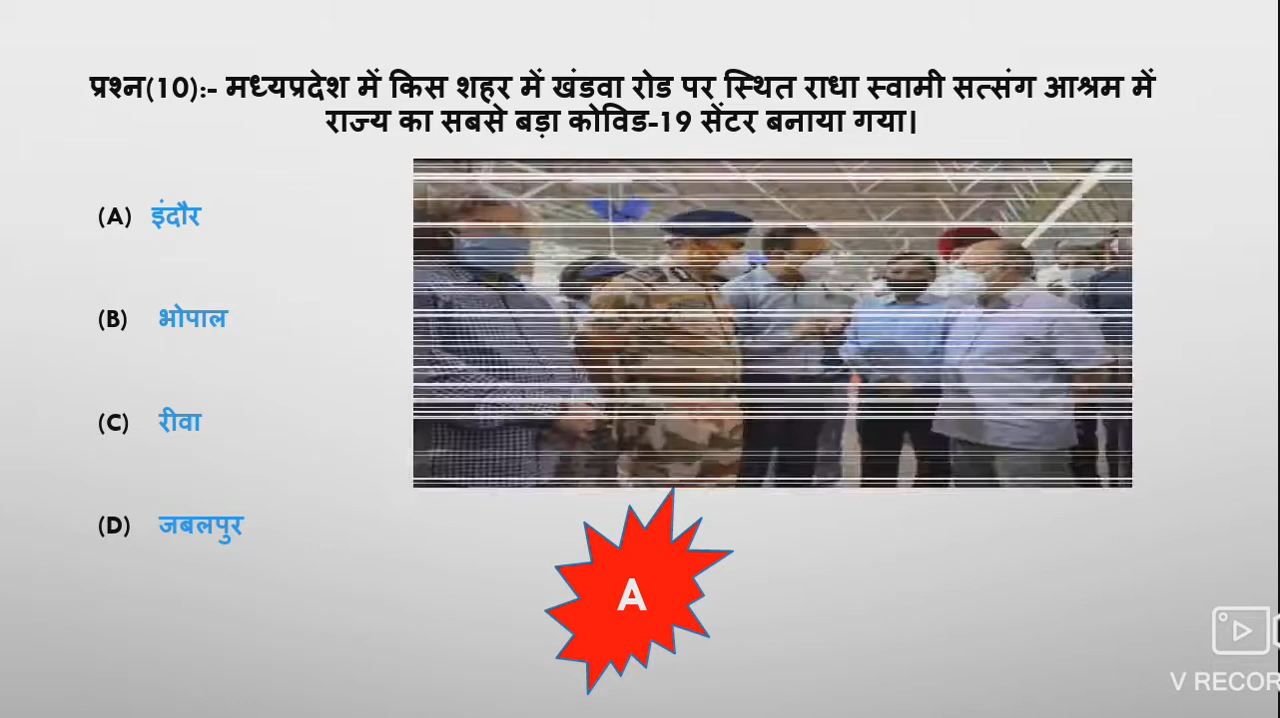 प्रश्न(10):- मध्यप्रदेश में किस शहर में खंडवा रोड पर स्थित राधा स्वामी सत्संग आश्रम में
राज्य का सबसे बड़ा कोविड-19 सेंटर बनाया गया।
(A) इंदौर
(B) भोपाल
(C) रीवा
(D) जबलपुर
A
V RECOR